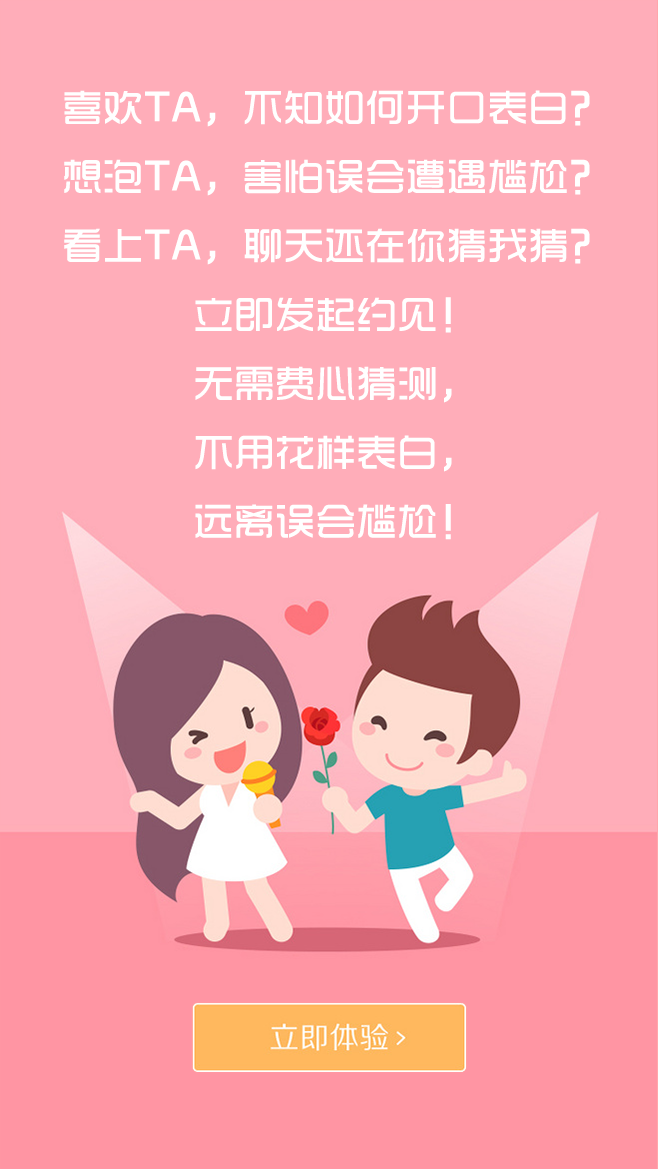 喜欢TA，不知如何开口表白?
想泡TA，害怕误会遭遇尴尬?
看上TA，聊天还在你猜我猜?
立即发起约见!
无需费心猜测，
不用花样表白，
远离误会尴尬!
立即体验 >